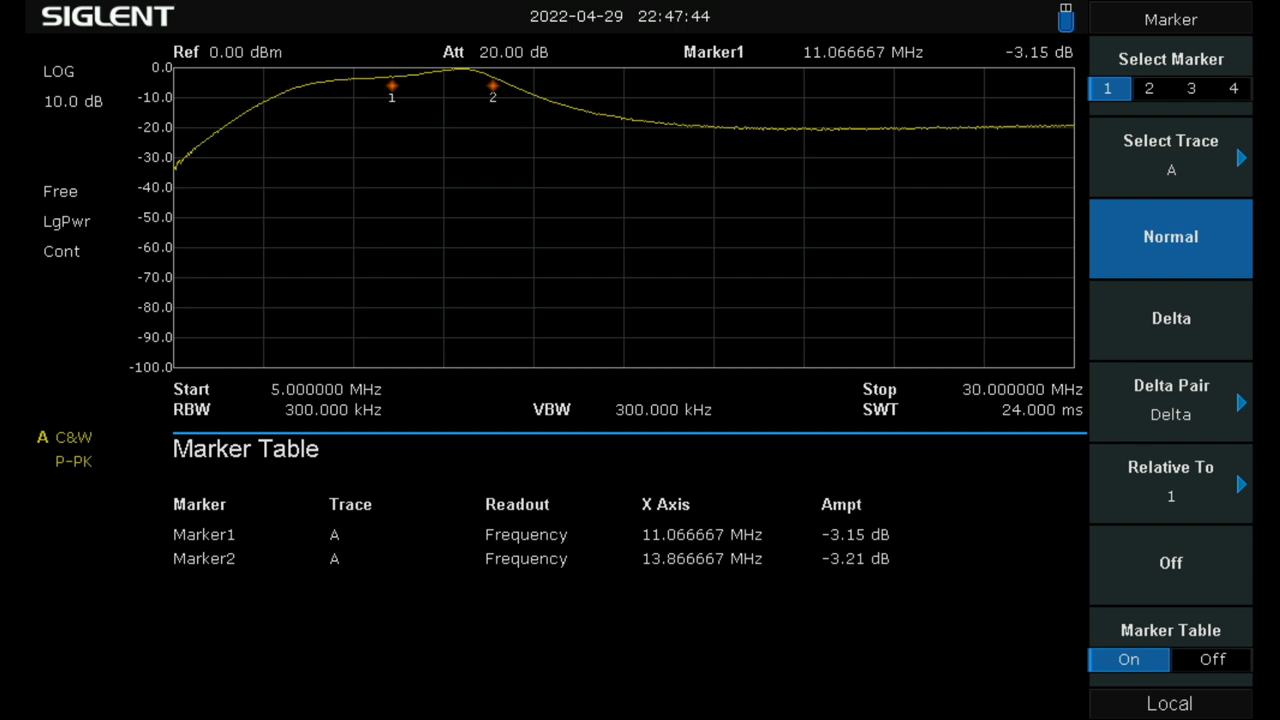 SIGLENT
2022-04-29 22:47:44
Marker
Ref 0.00 dBm Att 20.00 dB Marker1 11.066667 MHz -3.15 dB
LOG
10.0 dB
Free
LgPwr
Cont
0.0
-10.0
-20.0
-30.0
-40.0
-50.0
-60.0
-70.0
-80.0
-90.0
-100.0
1
2
Start 5.000000 MHz Stop 30.000000 MHz
RBW 300.000 kHz VBW 300.000 kHz SWT 24.000 ms
A C&W
P-PK
Marker Table
Marker Trace Readout X Axis Ampt
Marker1 A Frequency 11.066667 MHz -3.15 dB
Marker2 A Frequency 13.866667 MHz -3.21 dB
Select Marker
1 2 3 4
Select Trace
A
Normal
Delta
Delta Pair
Delta
Relative To
1
Off
Marker Table
On Off
Local